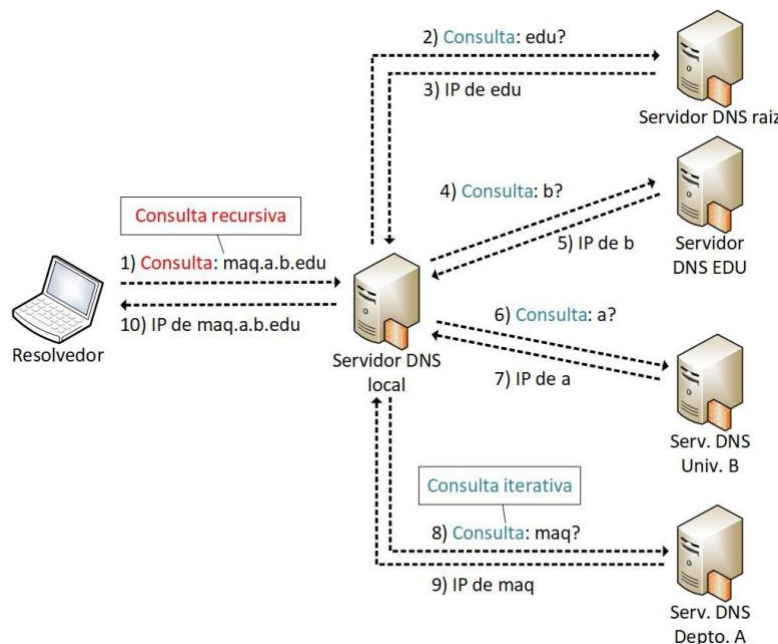 2) Consulta: edu?
3) IP de edu
Servidor DNS raiz
Consulta recursiva
4) Consulta: b?
5) IP de b
Servidor
DNS EDU
1) Consulta: maq.a.b.edu
10) IP de maq.a.b.edu
Resolvedor
Servidor DNS
local
6) Consulta: a?
7) IP de a
Serv. DNS
Univ. B
Consulta iterativa
8) Consulta: maq?
9) IP de maq
Serv. DNS
Depto. A